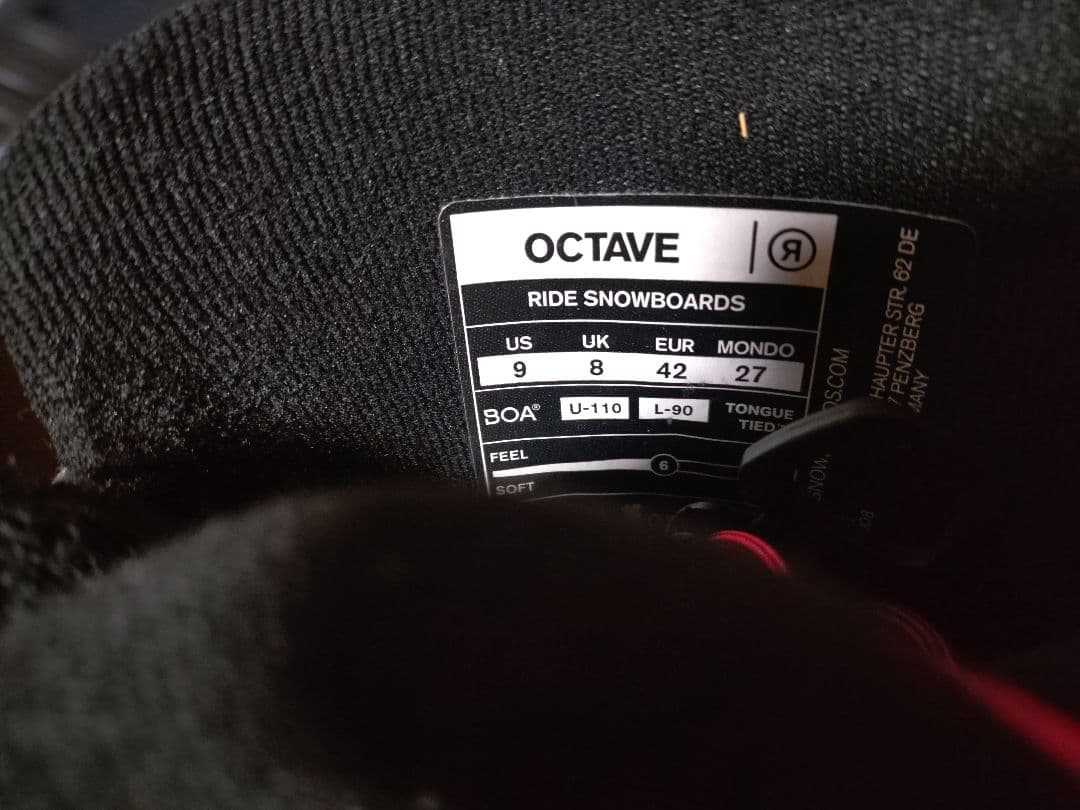 OCTAVE
RIDE SNOWBOARDS
US UK EUR MONDO
9 8 42 27
BOA® U-110 L-90 TONGUE
TIED
FEEL
6
SOFT
HAUPTER STR. 62 DE
PENZBERG